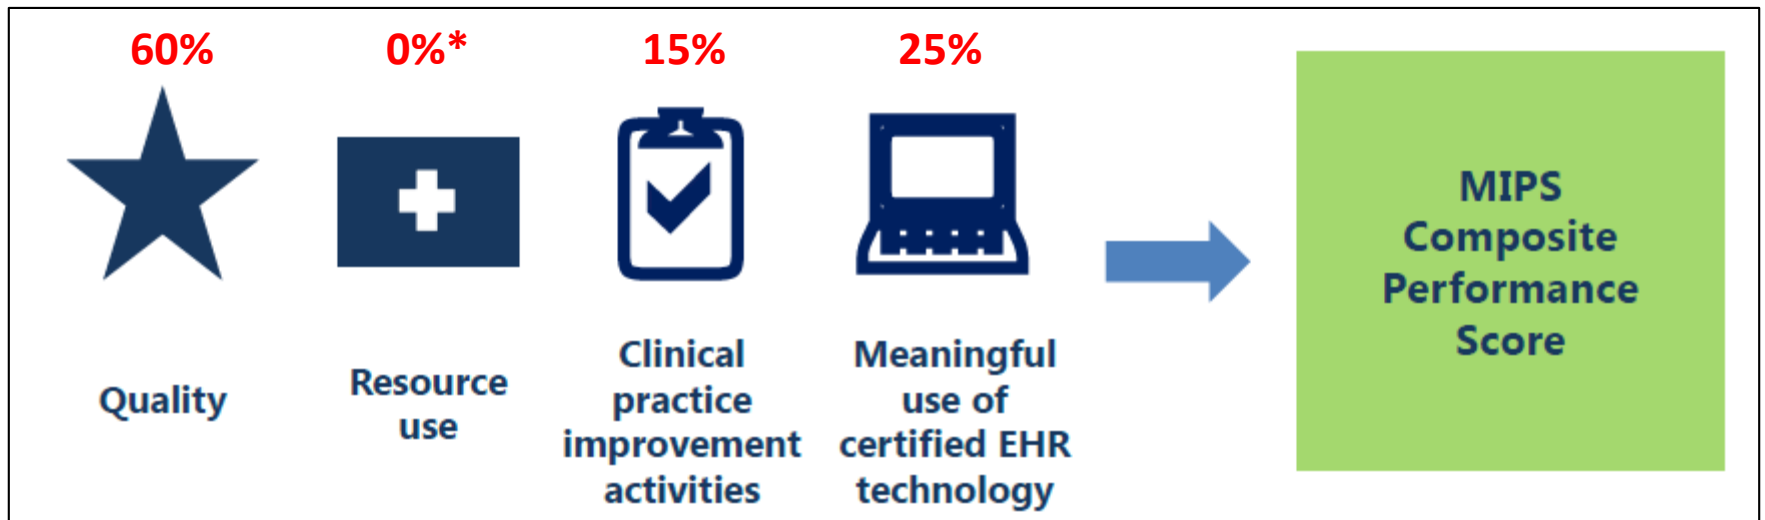 60%
0%*
15%
25%
Quality
Resource
use
Clinical
practice
improvement
activities
Meaningful
use of
certified EHR
technology
MIPS
Composite
Performance
Score